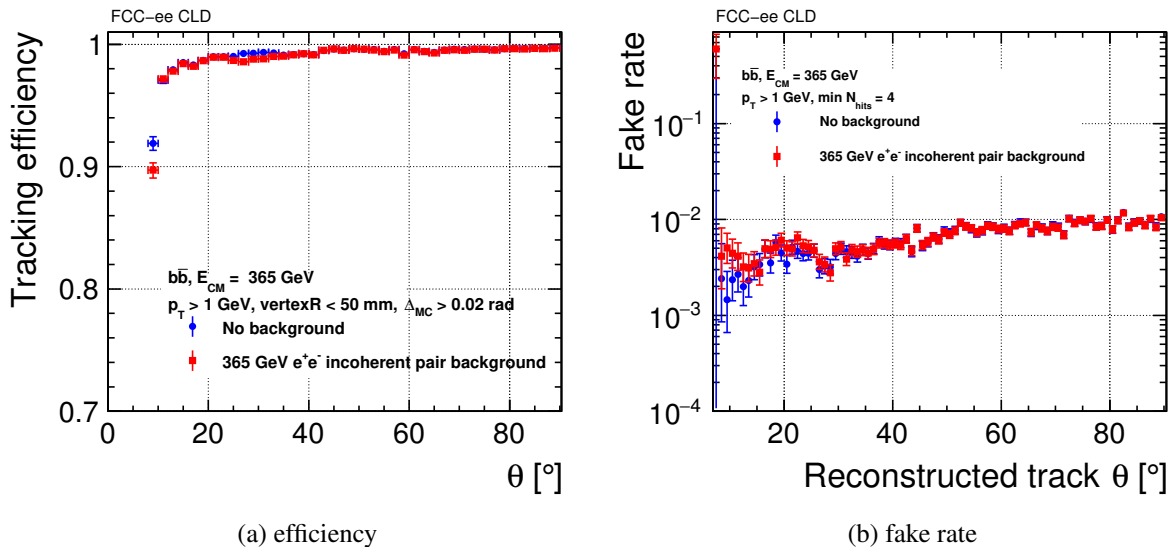 FCC-ee CLD
Tracking efficiency
1
0.9
0.8
0.7
bb̅, E_CM = 365 GeV
p_T > 1 GeV, vertexR < 50 mm, Δ_MC > 0.02 rad
No background
365 GeV e⁺e⁻ incoherent pair background
0 20 40 60 80
θ [°]
(a) efficiency
FCC-ee CLD
Fake rate
10⁻¹
10⁻²
10⁻³
10⁻⁴
bb̅, E_CM = 365 GeV
p_T > 1 GeV, min N_hits = 4
No background
365 GeV e⁺e⁻ incoherent pair background
20 40 60 80
Reconstructed track θ [°]
(b) fake rate